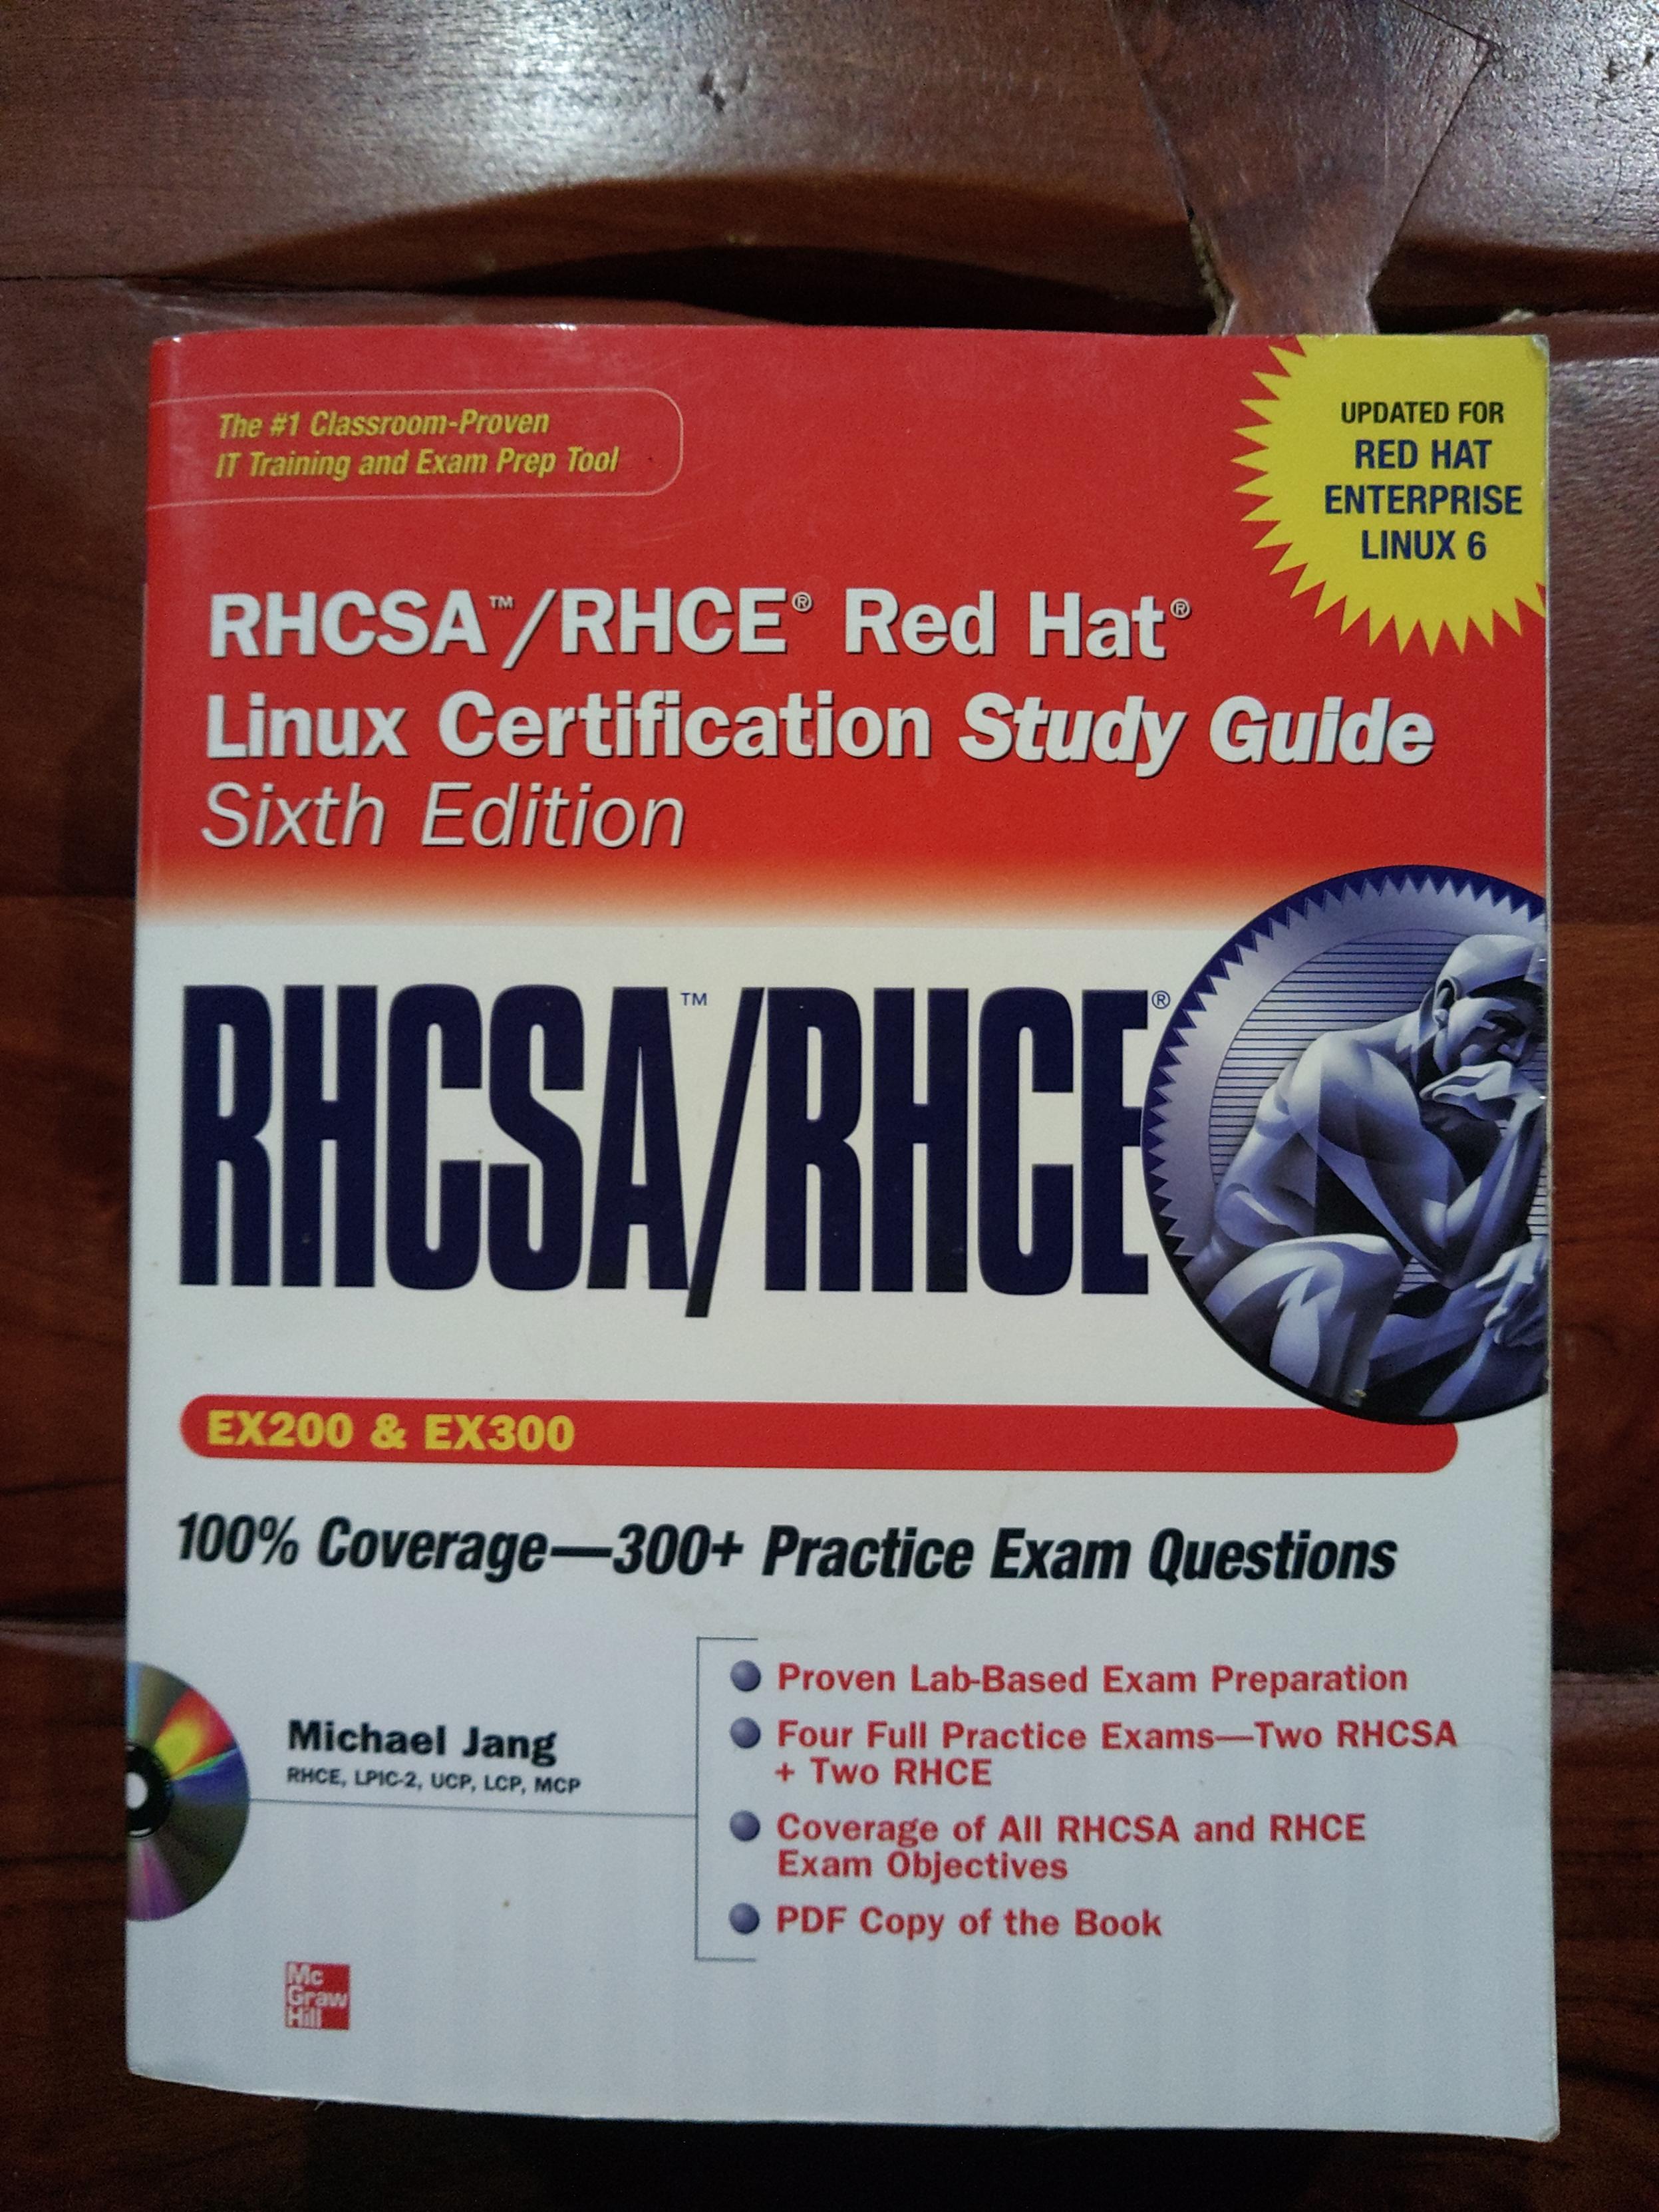 The #1 Classroom-Proven
IT Training and Exam Prep Tool
UPDATED FOR
RED HAT
ENTERPRISE
LINUX 6
RHCSA™/RHCE® Red Hat®
Linux Certification Study Guide
Sixth Edition
RHCSA™/RHCE®
EX200 & EX300
100% Coverage—300+ Practice Exam Questions
Michael Jang
RHCE, LPIC-2, UCP, LCP, MCP
Proven Lab-Based Exam Preparation
Four Full Practice Exams—Two RHCSA
+ Two RHCE
Coverage of All RHCSA and RHCE
Exam Objectives
PDF Copy of the Book
Mc
Graw
Hill